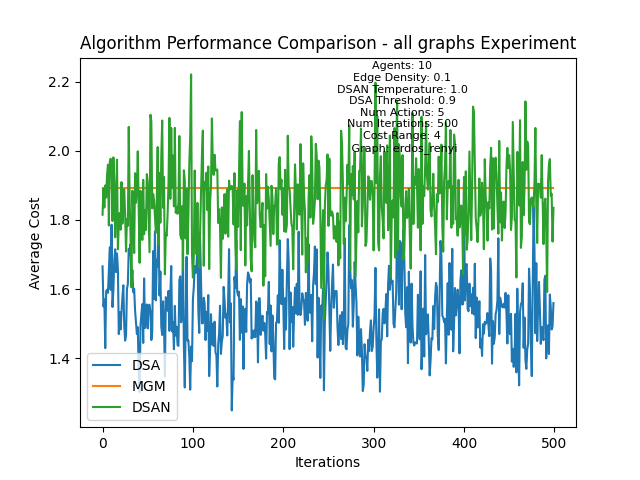 Algorithm Performance Comparison - all graphs Experiment
Agents: 10
Edge Density: 0.1
DSAN Temperature: 1.0
DSA Threshold: 0.9
Num Actions: 5
Num Iterations: 500
Cost Range: 4
Graph: erdos_renyi
2.2
2.0
1.8
1.6
1.4
Average Cost
DSA
MGM
DSAN
0
100
200
300
400
500
Iterations